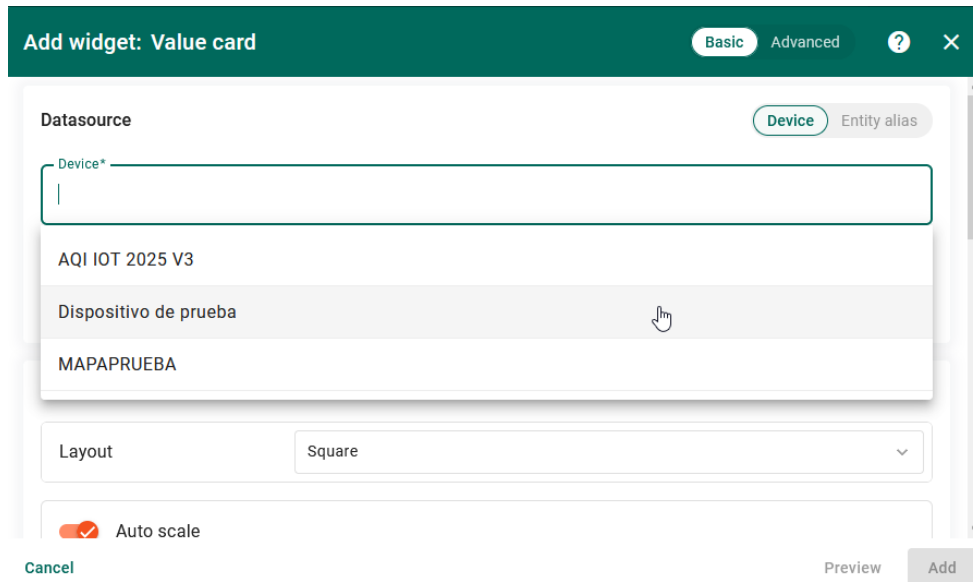 Add widget: Value card
Basic Advanced ?
Datasource
Device Entity alias
Device*
AQI IOT 2025 V3
Dispositivo de prueba
MAPAPRUEBA
Layout Square
Auto scale
Cancel Preview Add